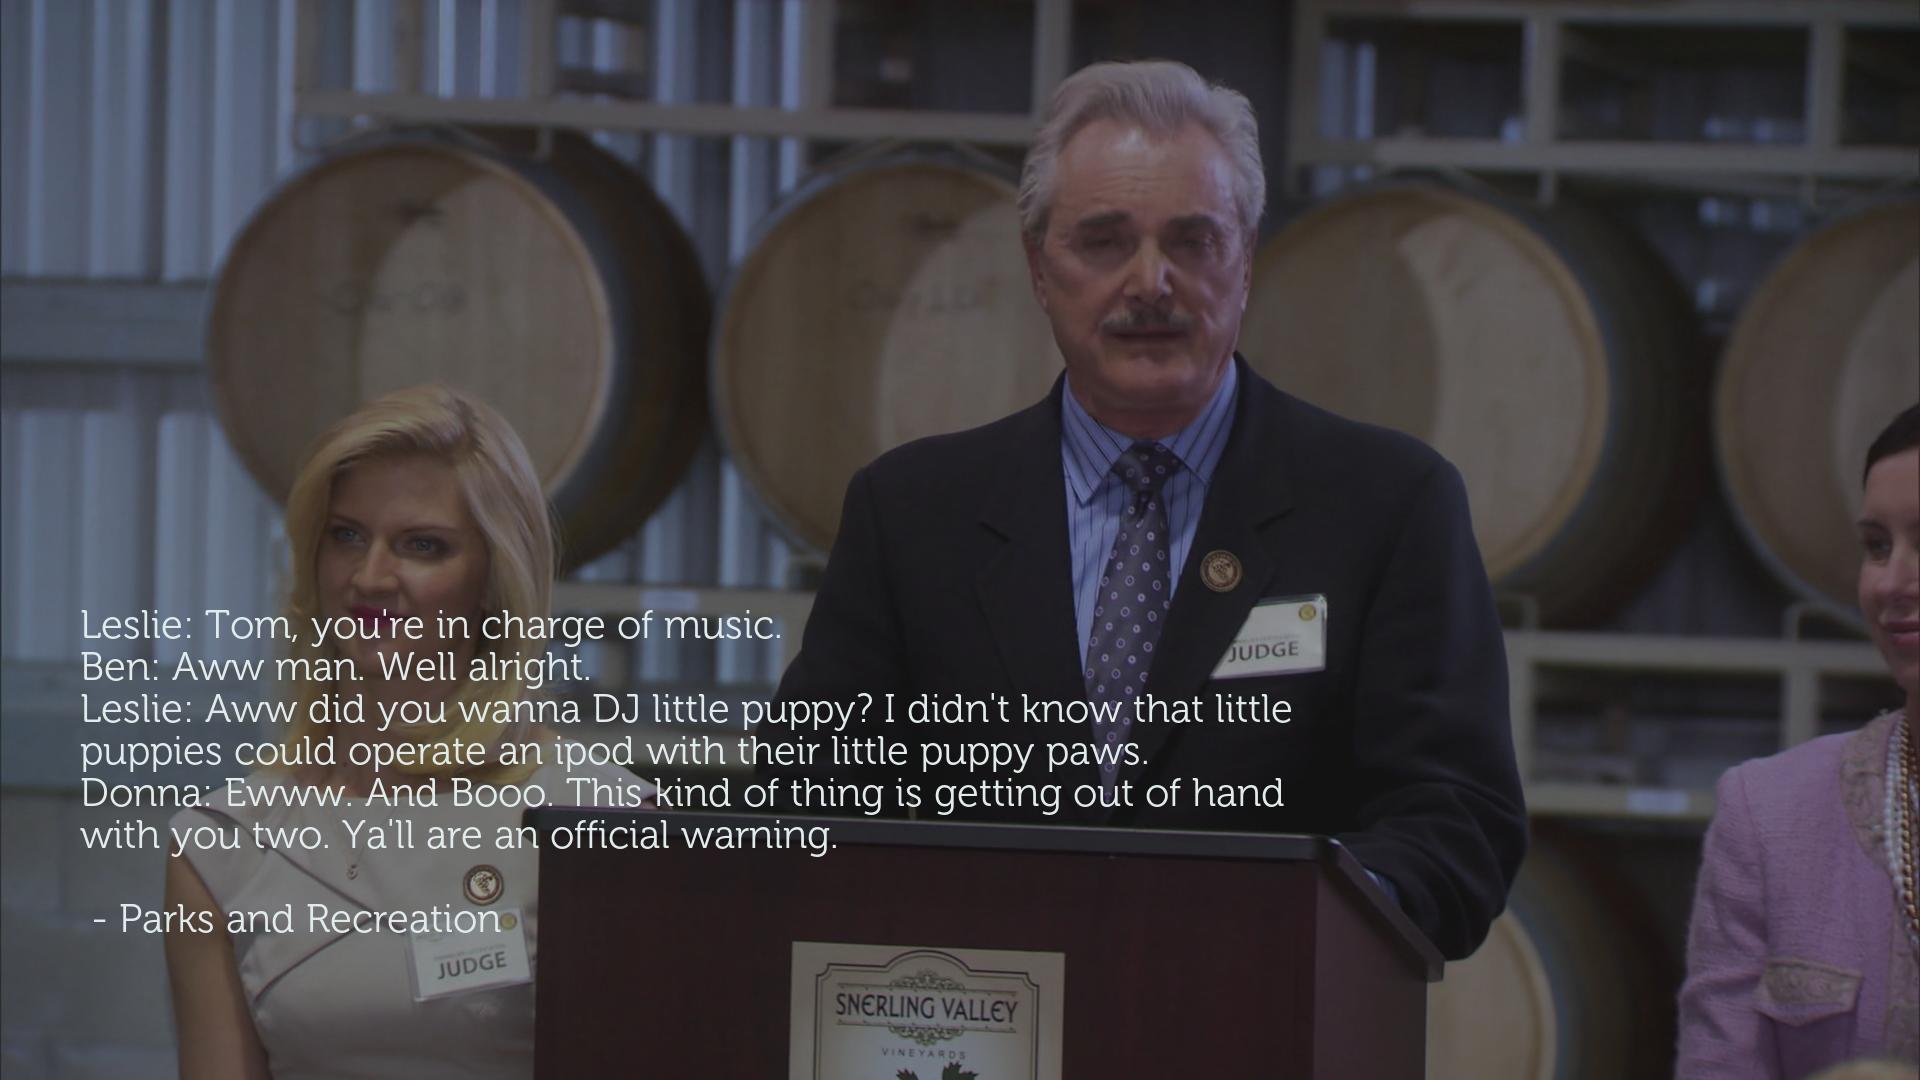 Leslie: Tom, you're in charge of music.
Ben: Aww man. Well alright.
Leslie: Aww did you wanna DJ little puppy? I didn't know that little
puppies could operate an ipod with their little puppy paws.
Donna: Ewww. And Booo. This kind of thing is getting out of hand
with you two. Ya'll are an official warning.
- Parks and Recreation
JUDGE
JUDGE
SNERLING VALLEY
VINEYARDS